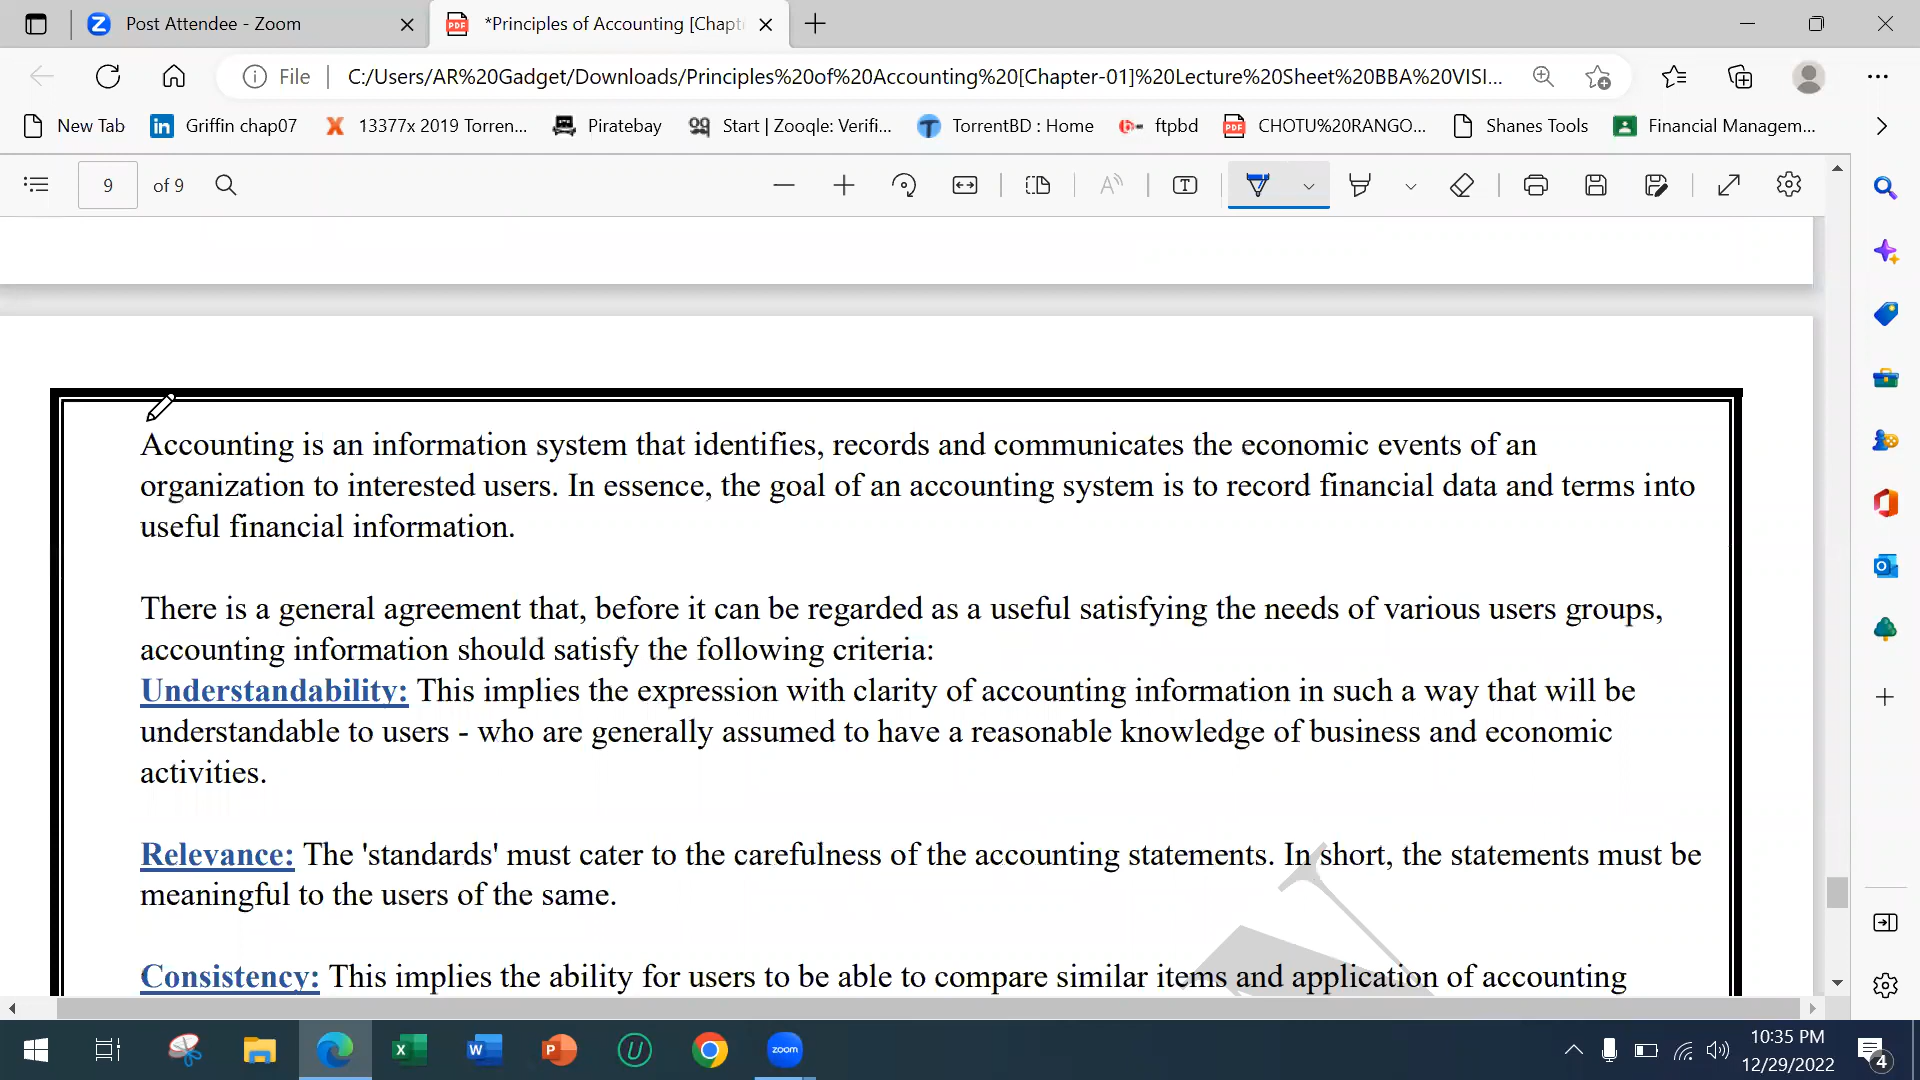 Post Attendee - Zoom
*Principles of Accounting [Chapt
File
C:/Users/AR%20Gadget/Downloads/Principles%20of%20Accounting%20[Chapter-01]%20Lecture%20Sheet%20BBA%20VISI...
New Tab
Griffin chap07
13377x 2019 Torren...
Piratebay
Start | Zooqle: Verifi...
TorrentBD : Home
ftpbd
CHOTU%20RANGO...
Shanes Tools
Financial Managem...
9 of 9
Accounting is an information system that identifies, records and communicates the economic events of an
organization to interested users. In essence, the goal of an accounting system is to record financial data and terms into
useful financial information.
There is a general agreement that, before it can be regarded as a useful satisfying the needs of various users groups,
accounting information should satisfy the following criteria:
Understandability: This implies the expression with clarity of accounting information in such a way that will be
understandable to users - who are generally assumed to have a reasonable knowledge of business and economic
activities.
Relevance: The 'standards' must cater to the carefulness of the accounting statements. In short, the statements must be
meaningful to the users of the same.
Consistency: This implies the ability for users to be able to compare similar items and application of accounting
zoom
10:35 PM
12/29/2022
4